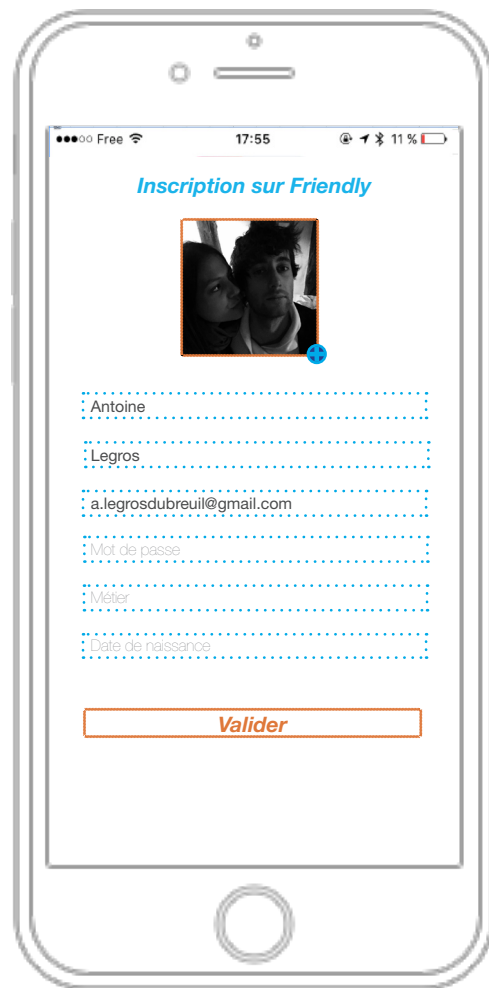 Free 17:55 11 %
Inscription sur Friendly
Antoine
Legros
a.legrosdubreuil@gmail.com
Mot de passe
Métier
Date de naissance
Valider